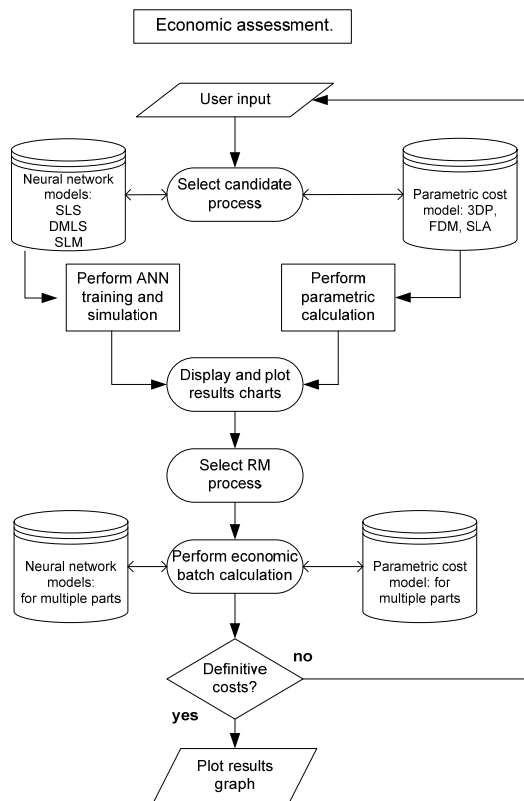 Economic assessment.
User input
Neural network
models:
SLS
DMLS
SLM
Select candidate
process
Parametric cost
model: 3DP,
FDM, SLA
Perform ANN
training and
simulation
Perform
parametric
calculation
Display and plot
results charts
Select RM
process
Neural network
models:
for multiple parts
Perform economic
batch calculation
Parametric cost
model: for
multiple parts
Definitive
costs?
no
yes
Plot results
graph